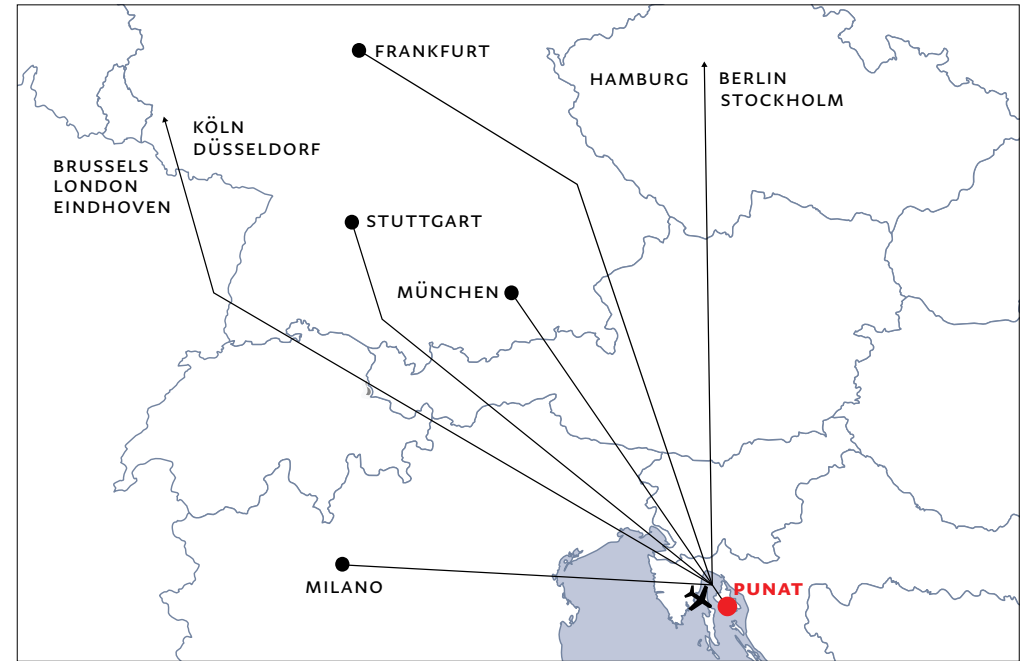 FRANKFURT
HAMBURG
BERLIN
STOCKHOLM
KÖLN
DÜSSELDORF
BRUSSELS
LONDON
EINDHOVEN
STUTTGART
MÜNCHEN
MILANO
PUNAT